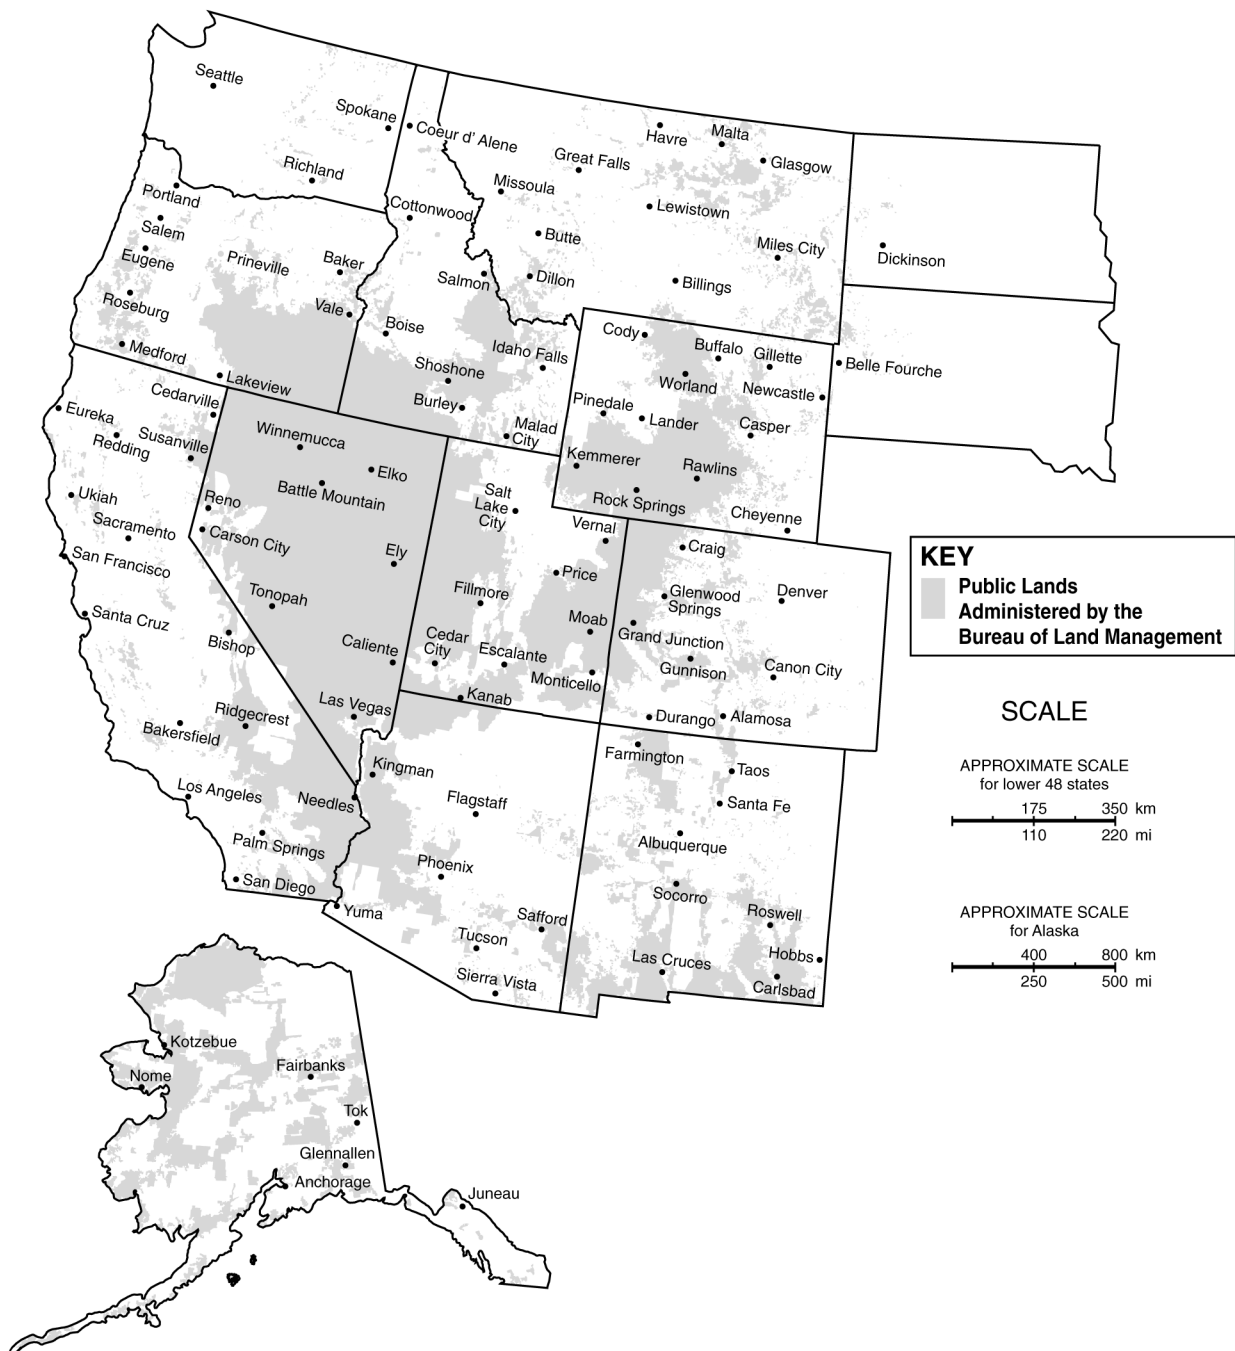 Seattle
Spokane
Coeur d' Alene
Richland
Portland
Salem
Eugene
Prineville
Baker
Roseburg
Vale
Medford
Lakeview
Cottonwood
Salmon
Boise
Idaho Falls
Shoshone
Burley
Malad
City
Havre
Malta
Great Falls
Glasgow
Missoula
Lewistown
Butte
Miles City
Dillon
Billings
Dickinson
Belle Fourche
Cody
Buffalo
Gillette
Worland
Newcastle
Pinedale
Lander
Casper
Kemmerer
Rawlins
Rock Springs
Cheyenne
Cedarville
Eureka
Redding
Susanville
Ukiah
Sacramento
San Francisco
Santa Cruz
Bishop
Ridgecrest
Bakersfield
Los Angeles
Needles
Palm Springs
San Diego
Winnemucca
Elko
Battle Mountain
Reno
Carson City
Ely
Tonopah
Caliente
Las Vegas
Salt
Lake
City
Vernal
Price
Fillmore
Moab
Cedar
City
Escalante
Monticello
Kanab
Craig
Glenwood
Springs
Denver
Grand Junction
Gunnison
Canon City
Durango
Alamosa
Kingman
Flagstaff
Phoenix
Yuma
Safford
Tucson
Sierra Vista
Farmington
Taos
Santa Fe
Albuquerque
Socorro
Roswell
Las Cruces
Hobbs
Carlsbad
Kotzebue
Nome
Fairbanks
Tok
Glennallen
Anchorage
Juneau
KEY
Public Lands
Administered by the
Bureau of Land Management
SCALE
APPROXIMATE SCALE
for lower 48 states
175 350 km
110 220 mi
APPROXIMATE SCALE
for Alaska
400 800 km
250 500 mi